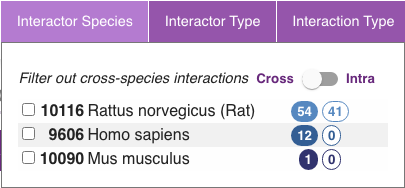 Interactor Species Interactor Type Interaction Type
Filter out cross-species interactions Cross Intra
10116 Rattus norvegicus (Rat) 54 41
9606 Homo sapiens 12 0
10090 Mus musculus 1 0